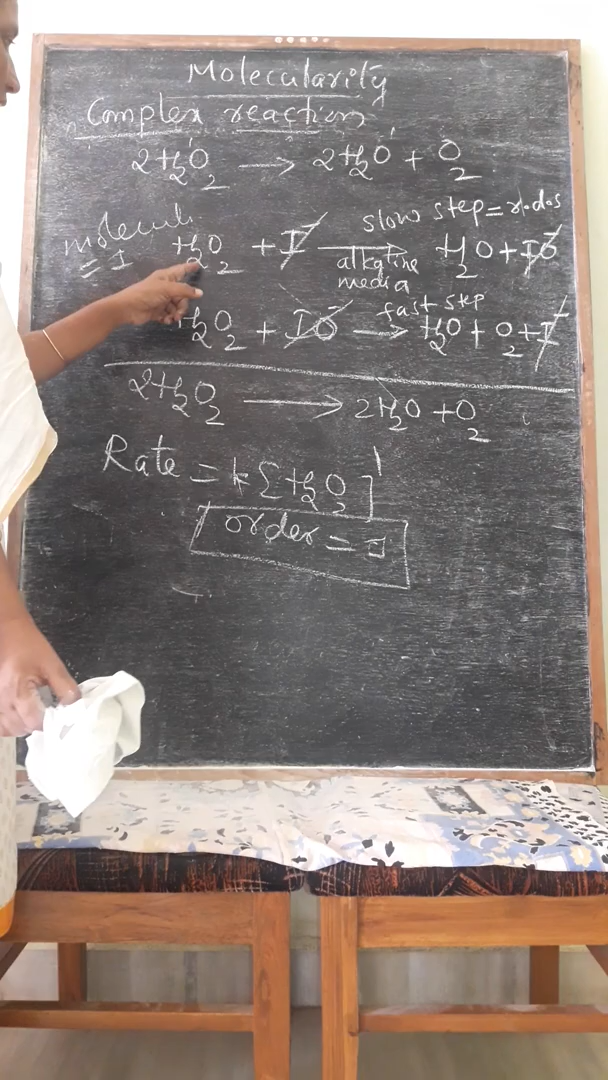 Molecularity
Complex reaction
2H₂O₂ → 2H₂O + O₂
slow step = r.d.s
H₂O₂ + I⁻ → H₂O + IO⁻
alkaline
media
= 1
fast step
H₂O₂ + IO⁻ → H₂O + O₂ + I⁻
2H₂O₂ → 2H₂O + O₂
Rate = k [H₂O₂]¹
order = I